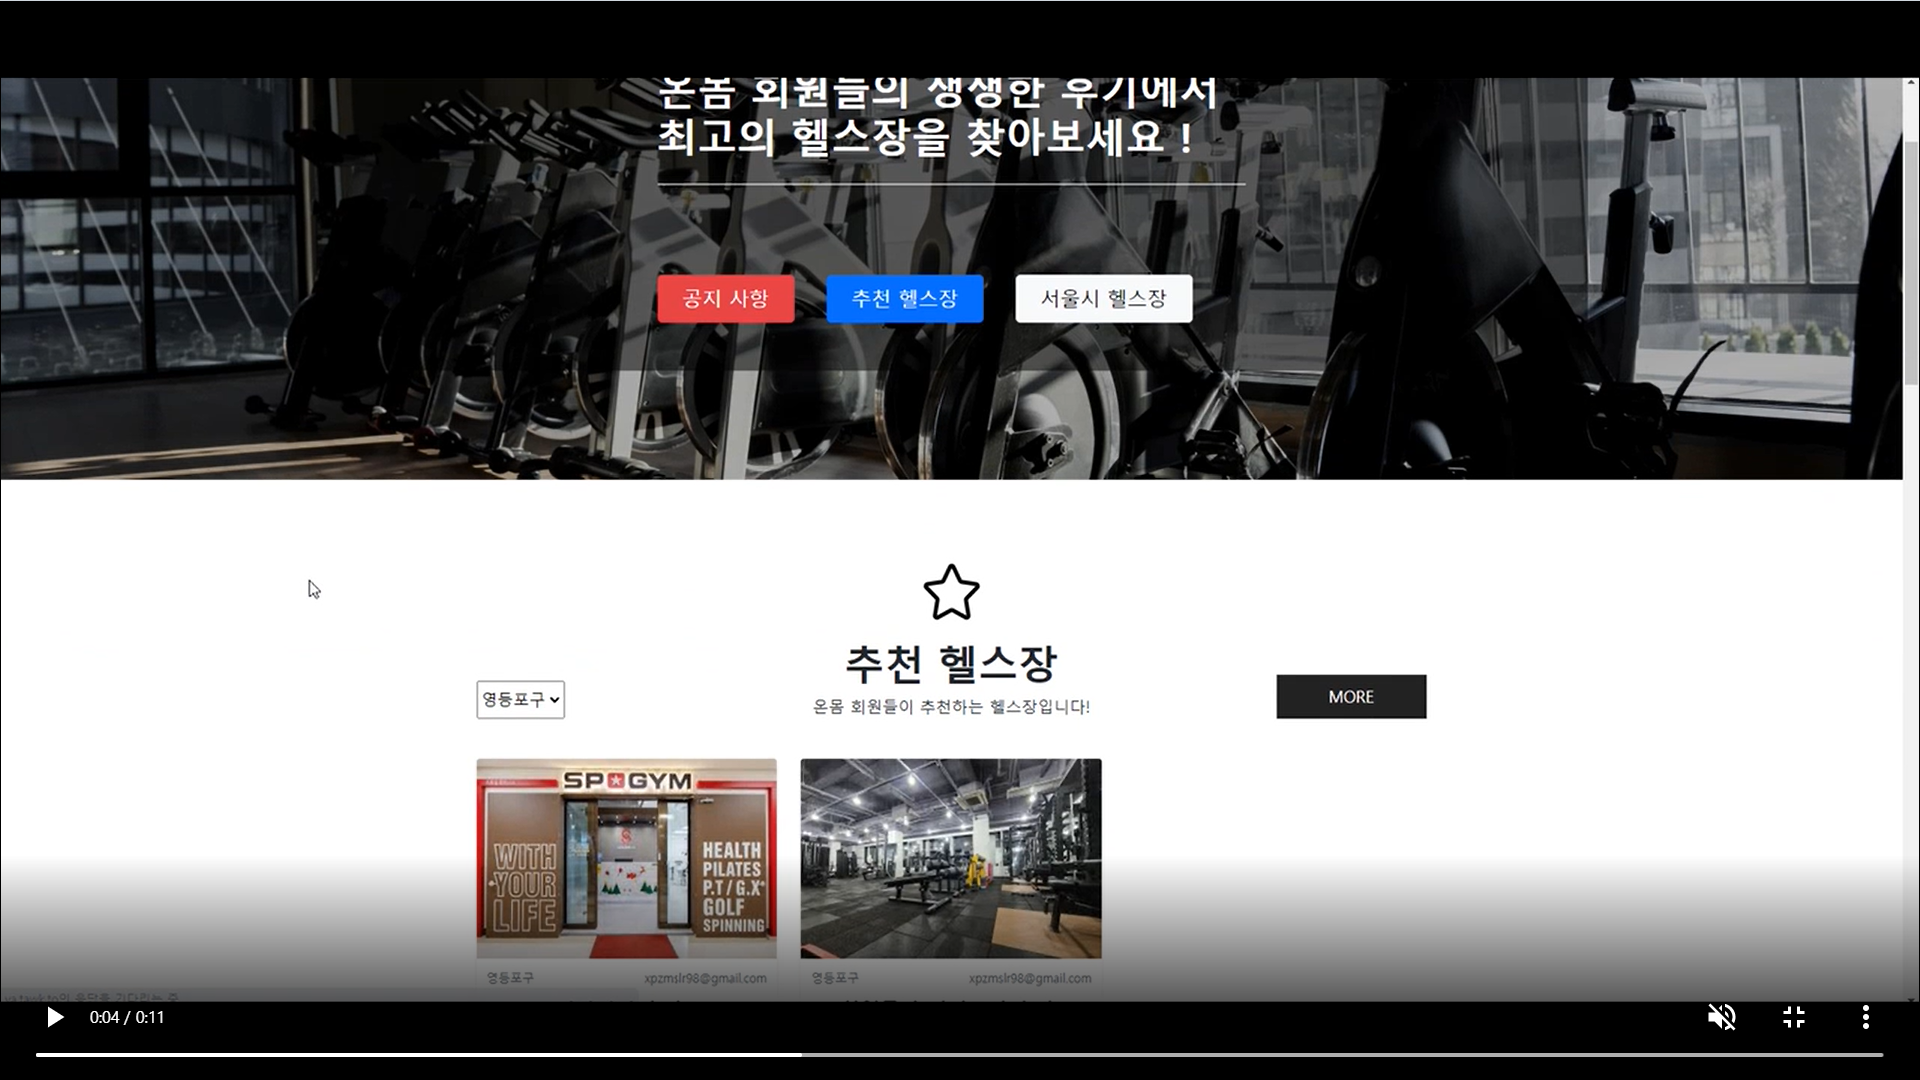 온몸 회원들의 생생한 후기에서
최고의 헬스장을 찾아보세요 !
공지 사항
추천 헬스장
서울시 헬스장
추천 헬스장
영등포구
온몸 회원들이 추천하는 헬스장입니다!
MORE
SP GYM
WITH
YOUR
LIFE
HEALTH
PILATES
P.T / G.X
GOLF
SPINNING
영등포구
xpzmslr98@gmail.com
영등포구
xpzmslr98@gmail.com
0:04 / 0:11